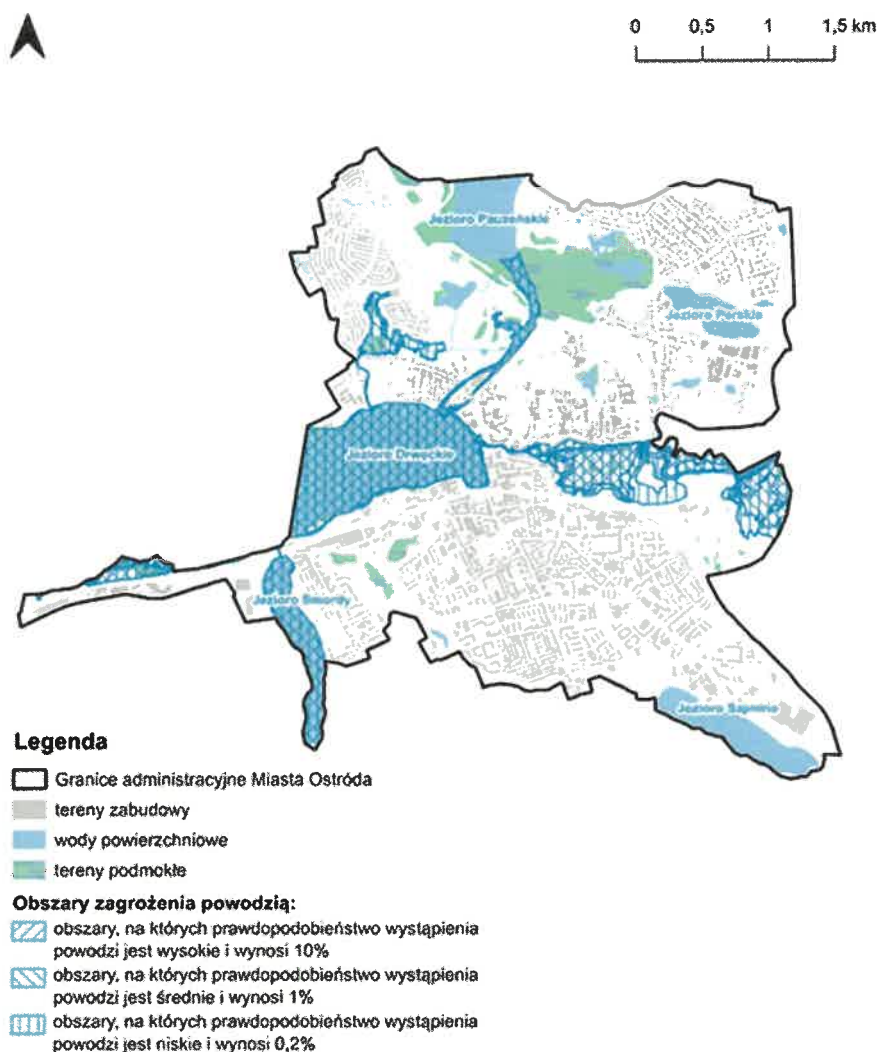 0 0,5 1 1,5 km
Jezioro Pauzeńskie
Jezioro Perskie
Jezioro Drwęckie
Jezioro Smordy
Jezioro Sajmino
Legenda
Granice administracyjne Miasta Ostróda
tereny zabudowy
wody powierzchniowe
tereny podmokłe
Obszary zagrożenia powodzią:
obszary, na których prawdopodobieństwo wystąpienia
powodzi jest wysokie i wynosi 10%
obszary, na których prawdopodobieństwo wystąpienia
powodzi jest średnie i wynosi 1%
obszary, na których prawdopodobieństwo wystąpienia
powodzi jest niskie i wynosi 0,2%